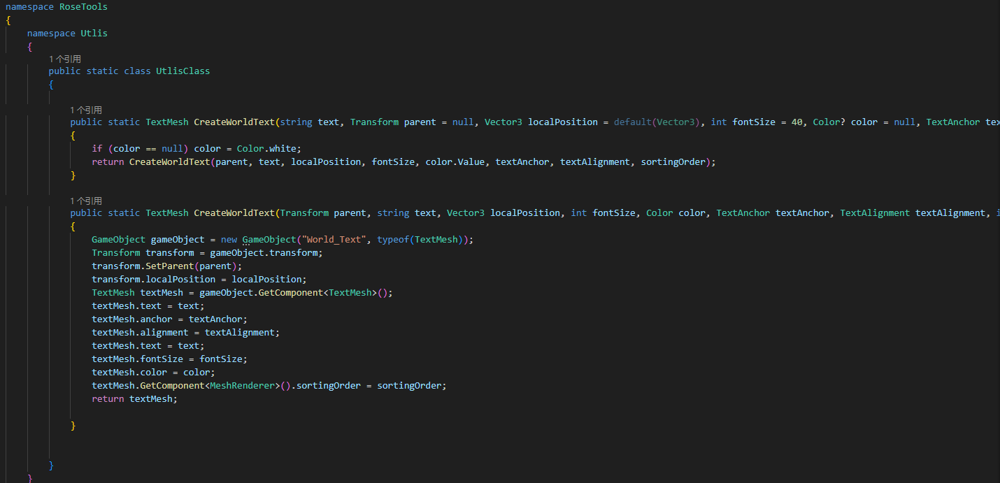 namespace RoseTools
{
namespace Utlis
{
1 个引用
public static class UtlisClass
{
1 个引用
public static TextMesh CreateWorldText(string text, Transform parent = null, Vector3 localPosition = default(Vector3), int fontSize = 40, Color? color = null, TextAnchor tex
{
if (color == null) color = Color.white;
return CreateWorldText(parent, text, localPosition, fontSize, color.Value, textAnchor, textAlignment, sortingOrder);
}
1 个引用
public static TextMesh CreateWorldText(Transform parent, string text, Vector3 localPosition, int fontSize, Color color, TextAnchor textAnchor, TextAlignment textAlignment, i
{
GameObject gameObject = new GameObject("World_Text", typeof(TextMesh));
Transform transform = gameObject.transform;
transform.SetParent(parent);
transform.localPosition = localPosition;
TextMesh textMesh = gameObject.GetComponent<TextMesh>();
textMesh.text = text;
textMesh.anchor = textAnchor;
textMesh.alignment = textAlignment;
textMesh.text = text;
textMesh.fontSize = fontSize;
textMesh.color = color;
textMesh.GetComponent<MeshRenderer>().sortingOrder = sortingOrder;
return textMesh;
}
}
}